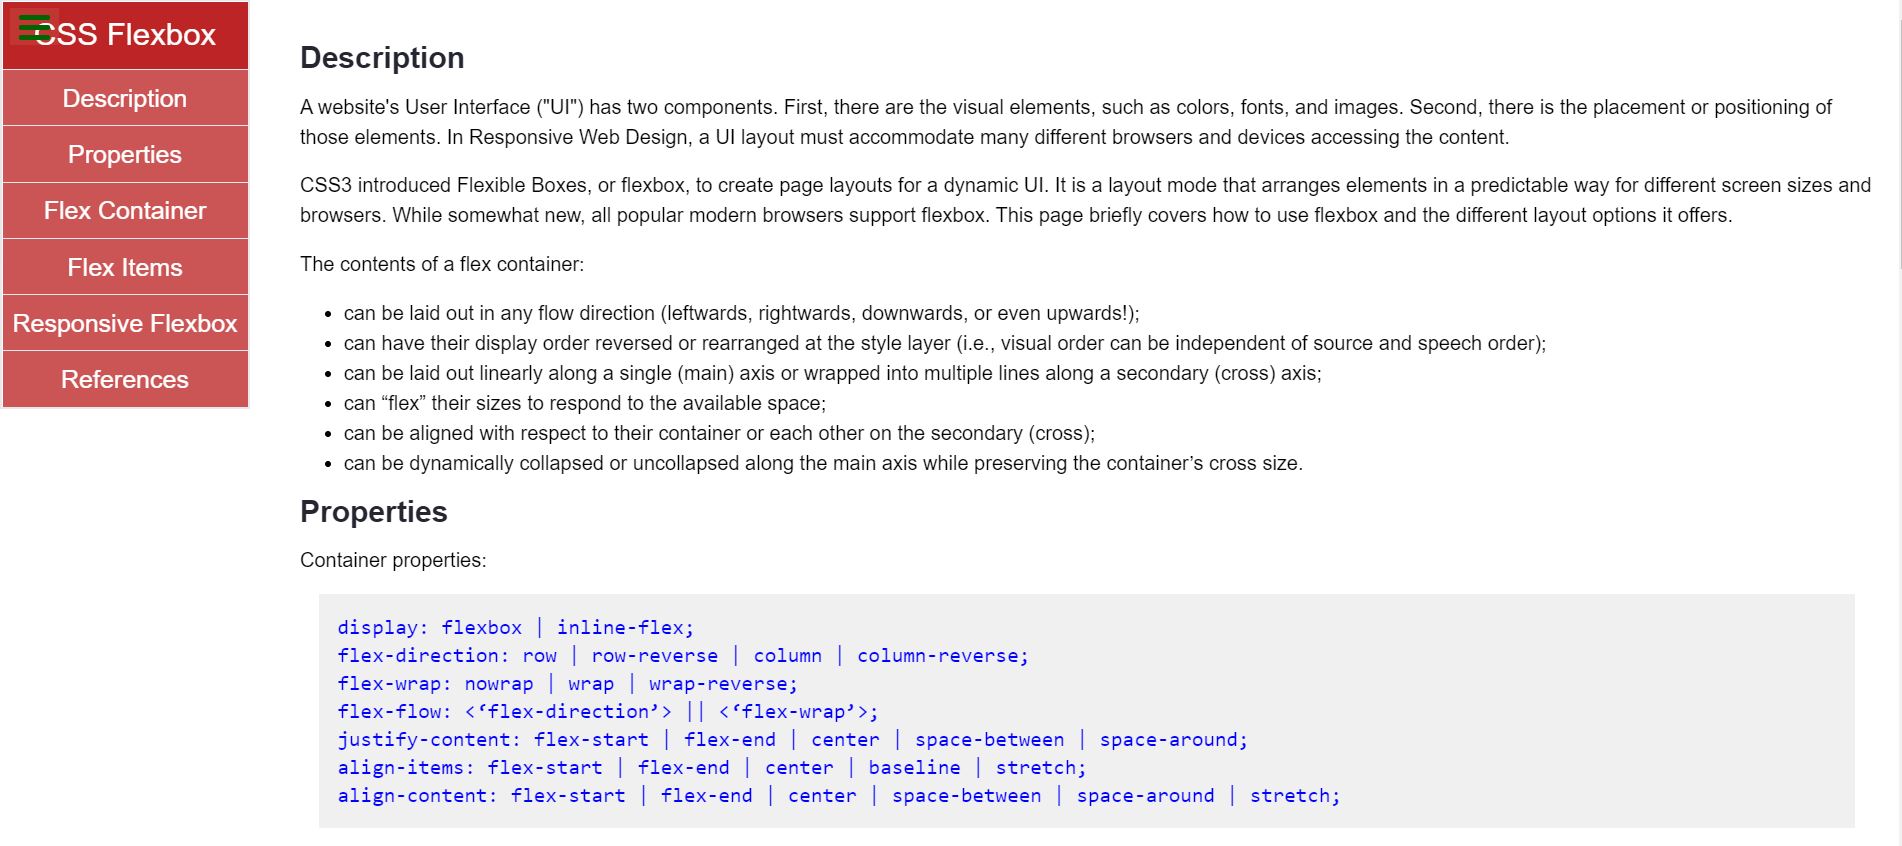 CSS Flexbox
Description
Properties
Flex Container
Flex Items
Responsive Flexbox
References
Description
A website's User Interface ("UI") has two components. First, there are the visual elements, such as colors, fonts, and images. Second, there is the placement or positioning of
those elements. In Responsive Web Design, a UI layout must accommodate many different browsers and devices accessing the content.
CSS3 introduced Flexible Boxes, or flexbox, to create page layouts for a dynamic UI. It is a layout mode that arranges elements in a predictable way for different screen sizes and
browsers. While somewhat new, all popular modern browsers support flexbox. This page briefly covers how to use flexbox and the different layout options it offers.
The contents of a flex container:
• can be laid out in any flow direction (leftwards, rightwards, downwards, or even upwards!);
• can have their display order reversed or rearranged at the style layer (i.e., visual order can be independent of source and speech order);
• can be laid out linearly along a single (main) axis or wrapped into multiple lines along a secondary (cross) axis;
• can “flex” their sizes to respond to the available space;
• can be aligned with respect to their container or each other on the secondary (cross);
• can be dynamically collapsed or uncollapsed along the main axis while preserving the container’s cross size.
Properties
Container properties:
display: flexbox | inline-flex;
flex-direction: row | row-reverse | column | column-reverse;
flex-wrap: nowrap | wrap | wrap-reverse;
flex-flow: <‘flex-direction’> || <‘flex-wrap’>;
justify-content: flex-start | flex-end | center | space-between | space-around;
align-items: flex-start | flex-end | center | baseline | stretch;
align-content: flex-start | flex-end | center | space-between | space-around | stretch;